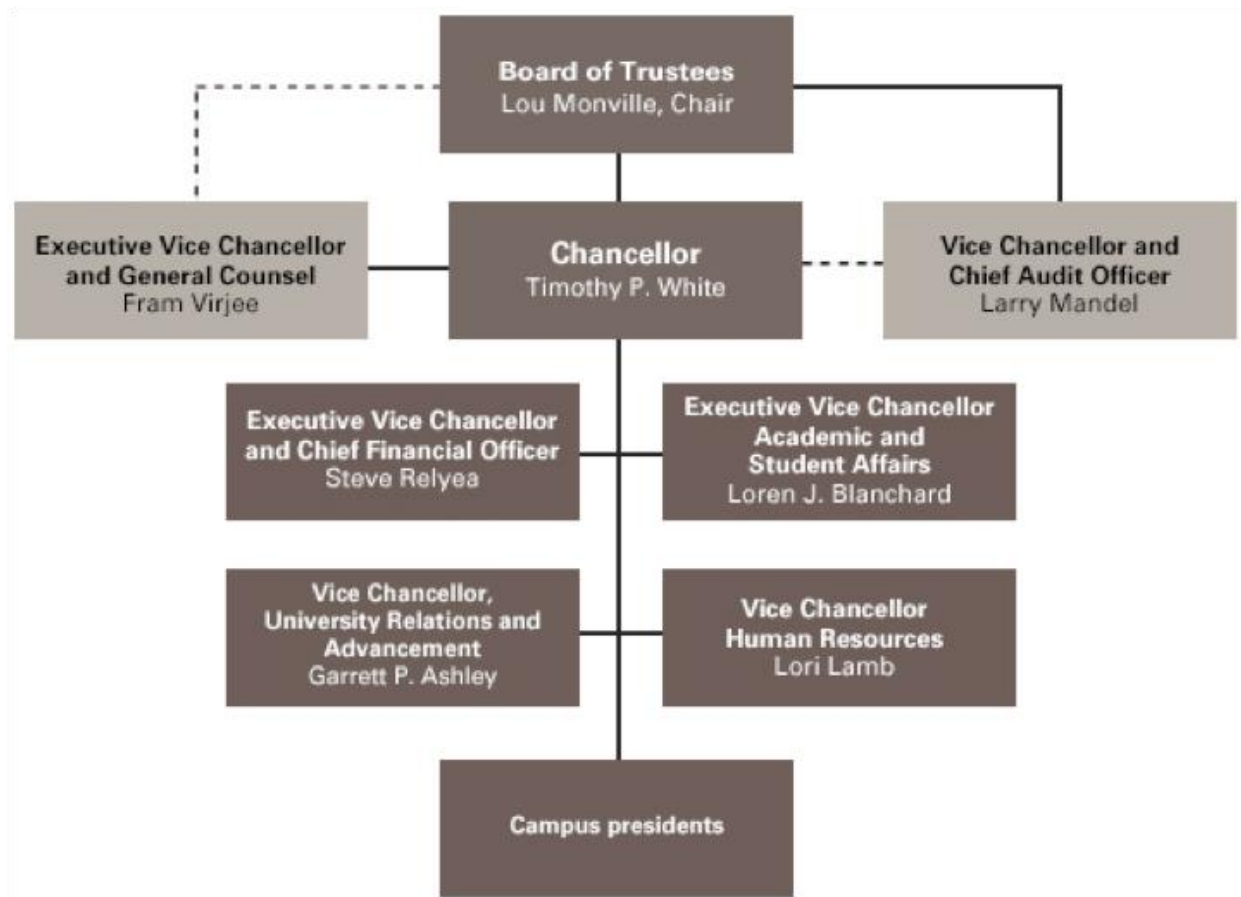 Board of Trustees
Lou Monville, Chair
Executive Vice Chancellor
and General Counsel
Fram Virjee
Chancellor
Timothy P. White
Vice Chancellor and
Chief Audit Officer
Larry Mandel
Executive Vice Chancellor
and Chief Financial Officer
Steve Relyea
Executive Vice Chancellor
Academic and
Student Affairs
Loren J. Blanchard
Vice Chancellor,
University Relations and
Advancement
Garrett P. Ashley
Vice Chancellor
Human Resources
Lori Lamb
Campus presidents